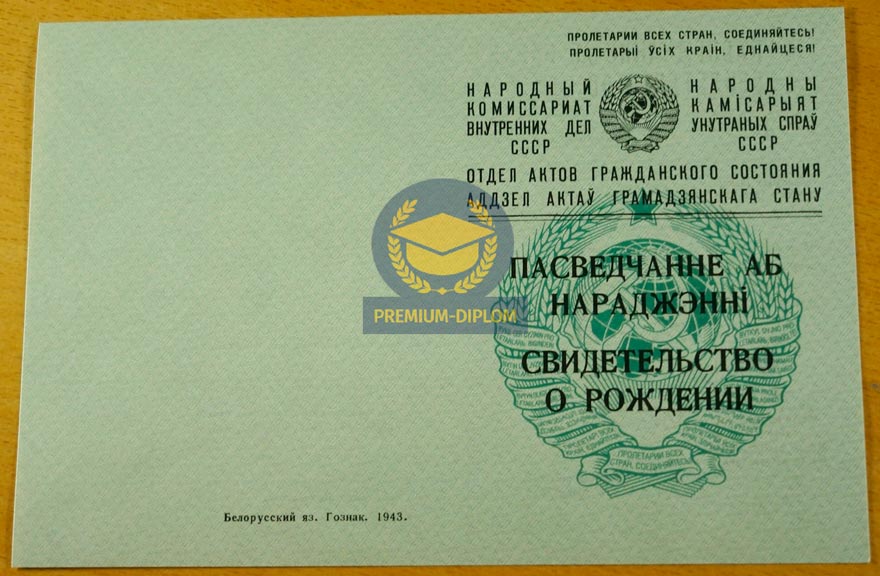 ПРОЛЕТАРИИ ВСЕХ СТРАН, СОЕДИНЯЙТЕСЬ!
ПРОЛЕТАРЫІ ЎСІХ КРАІН, ЕДНАЙЦЕСЯ!
НАРОДНЫЙ
КОМИССАРИАТ
ВНУТРЕННИХ ДЕЛ
СССР
НАРОДНЫ
КАМІСАРЫЯТ
УНУТРАНЫХ СПРАЎ
СССР
ОТДЕЛ АКТОВ ГРАЖДАНСКОГО СОСТОЯНИЯ
АДДЗЕЛ АКТАЎ ГРАМАДЗЯНСКАГА СТАНУ
ПАСВЕДЧАННЕ АБ
НАРАДЖЭННІ
СВИДЕТЕЛЬСТВО
О РОЖДЕНИИ
PREMIUM-DIPLOM
ПРОЛЕТАРИИ ВСЕХ
СТРАН, СОЕДИНЯЙТЕСЬ!
Белорусский яз. Гознак. 1943.